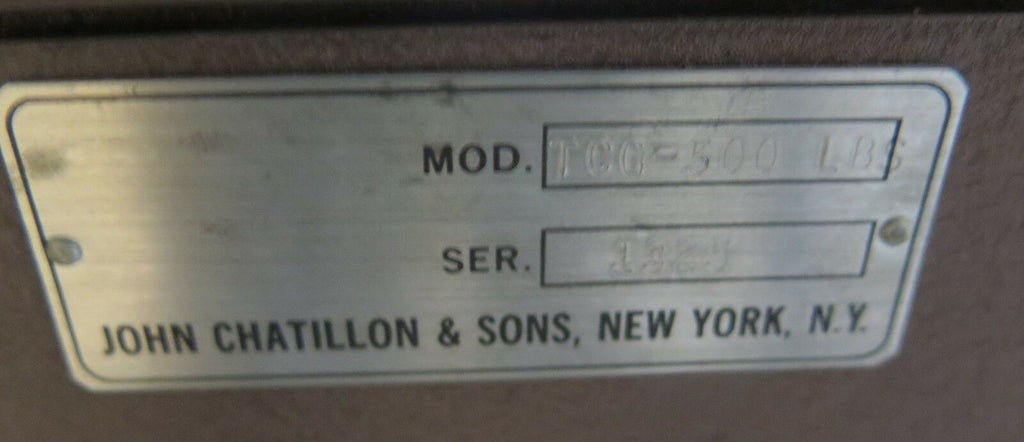 MOD. TCG-500 LBS
SER.
JOHN CHATILLON & SONS, NEW YORK, N.Y.